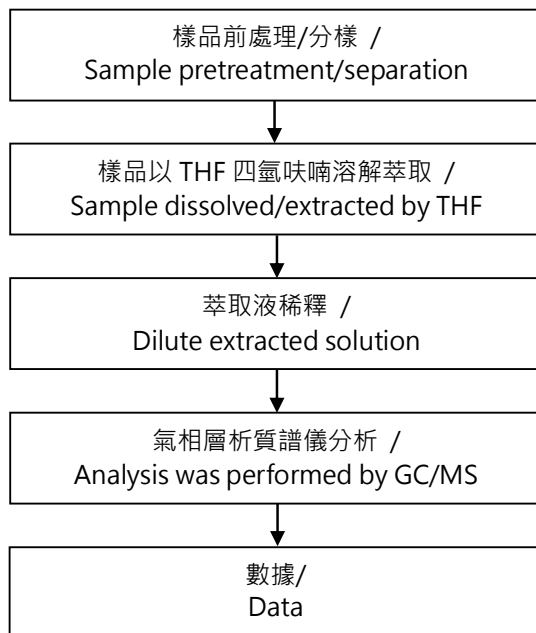 樣品前處理/分樣 /
Sample pretreatment/separation
樣品以 THF 四氫呋喃溶解萃取 /
Sample dissolved/extracted by THF
萃取液稀釋 /
Dilute extracted solution
氣相層析質譜儀分析 /
Analysis was performed by GC/MS
數據/
Data